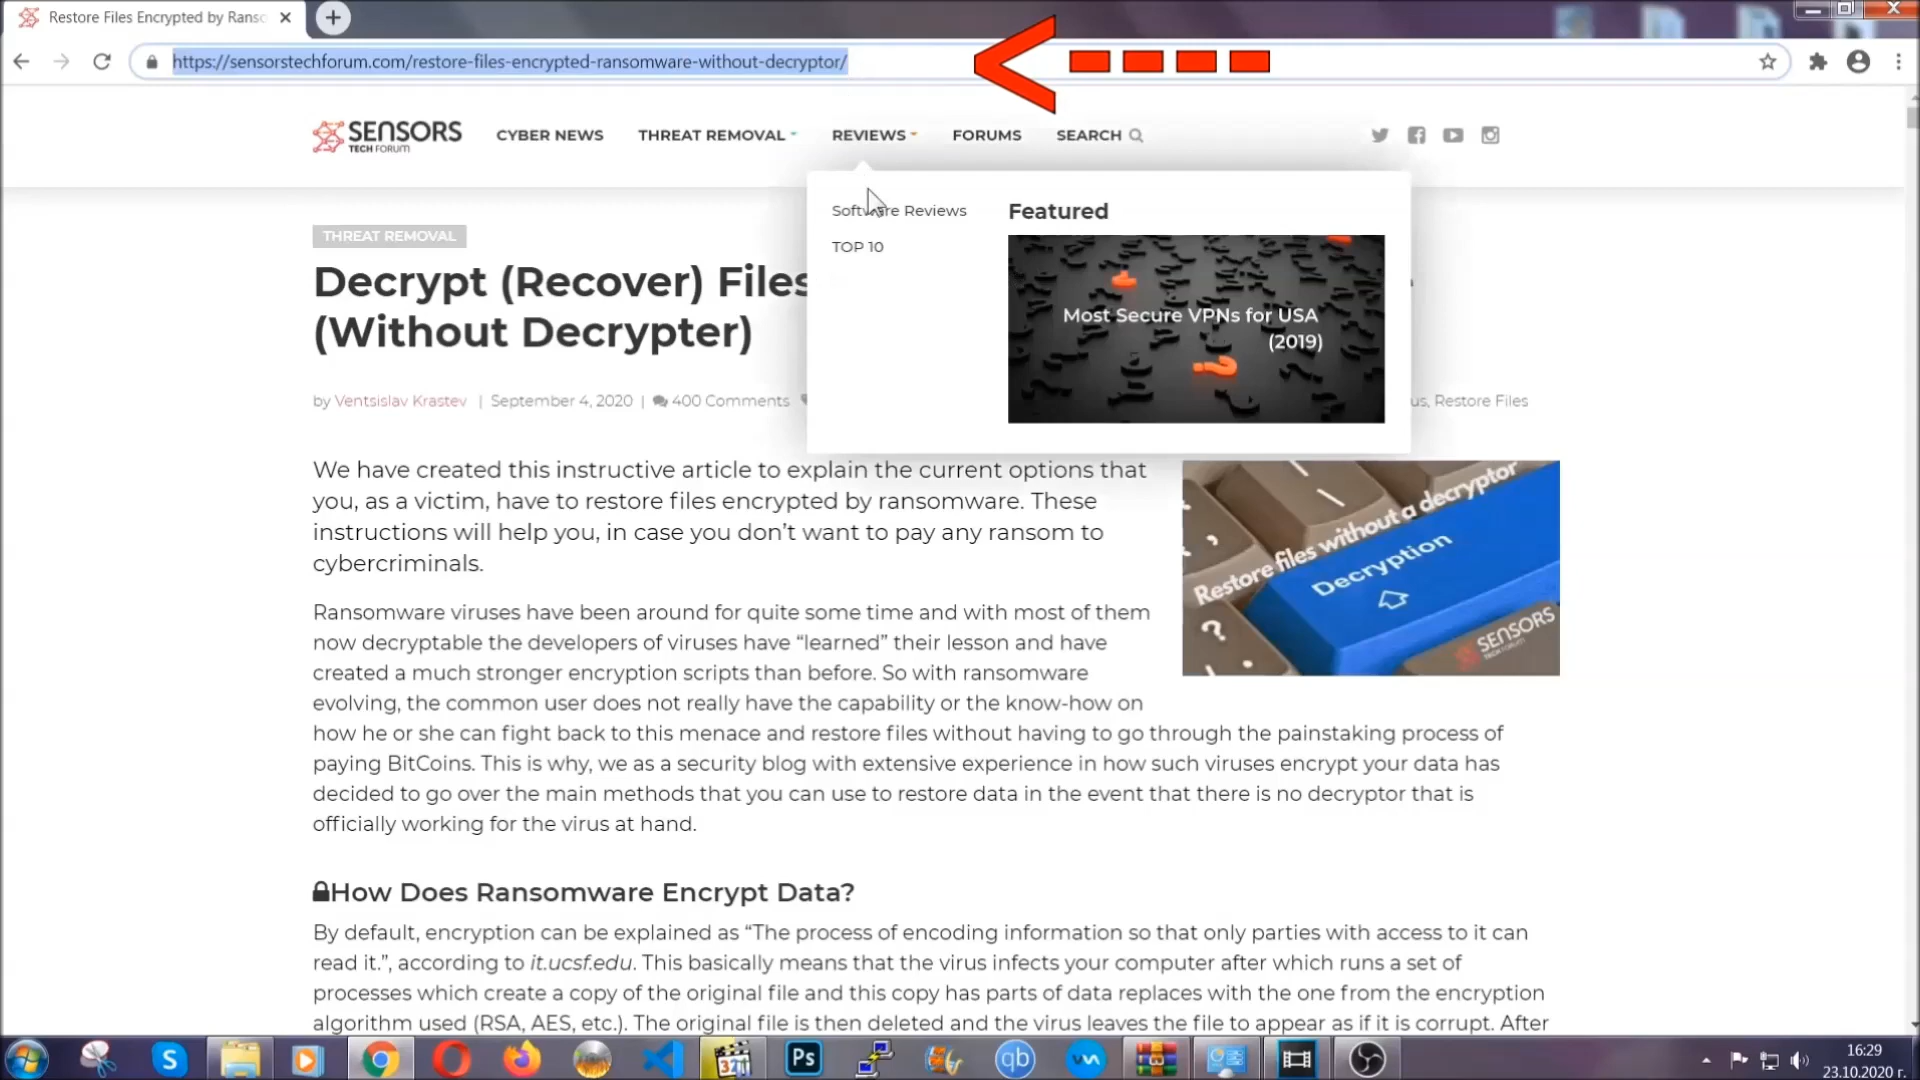 Restore Files Encrypted by Ranso
https://sensorstechforum.com/restore-files-encrypted-ransomware-without-decryptor/
SENSORS
TECH FORUM
CYBER NEWS
THREAT REMOVAL
REVIEWS
FORUMS
SEARCH
Software Reviews
TOP 10
Featured
Most Secure VPNs for USA
(2019)
THREAT REMOVAL
Decrypt (Recover) Files
(Without Decrypter)
by Ventsislav Krastev | September 4, 2020 | 400 Comments
us, Restore Files
We have created this instructive article to explain the current options that
you, as a victim, have to restore files encrypted by ransomware. These
instructions will help you, in case you don’t want to pay any ransom to
cybercriminals.
Restore files without a decryptor
Decryption
SENSORS
TECH FORUM
Ransomware viruses have been around for quite some time and with most of them
now decryptable the developers of viruses have “learned” their lesson and have
created a much stronger encryption scripts than before. So with ransomware
evolving, the common user does not really have the capability or the know-how on
how he or she can fight back to this menace and restore files without having to go through the painstaking process of
paying BitCoins. This is why, we as a security blog with extensive experience in how such viruses encrypt your data has
decided to go over the main methods that you can use to restore data in the event that there is no decryptor that is
officially working for the virus at hand.
How Does Ransomware Encrypt Data?
By default, encryption can be explained as “The process of encoding information so that only parties with access to it can
read it.”, according to it.ucsf.edu. This basically means that the virus infects your computer after which runs a set of
processes which create a copy of the original file and this copy has parts of data replaces with the one from the encryption
algorithm used (RSA, AES, etc.). The original file is then deleted and the virus leaves the file to appear as if it is corrupt. After
S
321
Ps
qb
16:29
23.10.2020 г.